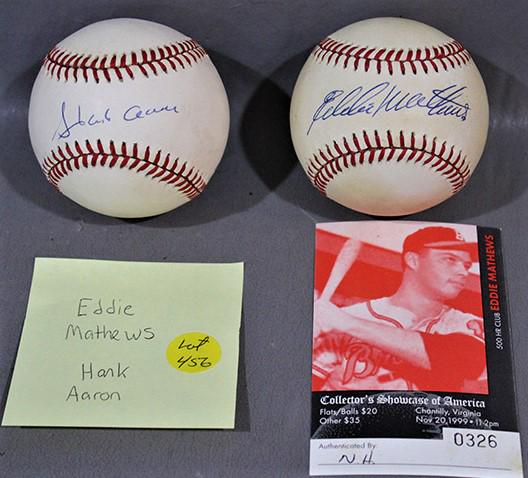 Hank Aaron
Eddie Mathews
Eddie
Mathews
Hank
Aaron
Lot
456
500 HR CLUB EDDIE MATHEWS
Collector's Showcase of America
Flats/Balls $20
Other $35
Chantilly, Virginia
Nov 20, 1999 • 11-2pm
Authenticated By:
N.H.
0326